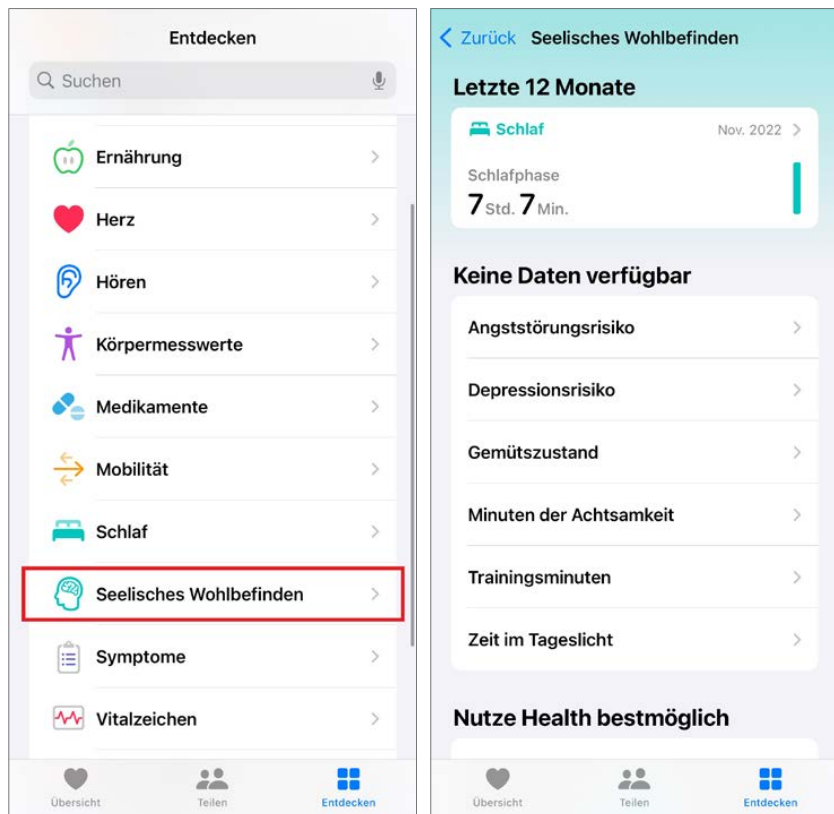 Entdecken
Suchen
Ernährung
Herz
Hören
Körpermesswerte
Medikamente
Mobilität
Schlaf
Seelisches Wohlbefinden
Symptome
Vitalzeichen
Übersicht Teilen Entdecken
Zurück Seelisches Wohlbefinden
Letzte 12 Monate
Schlaf Nov. 2022
Schlafphase
7 Std. 7 Min.
Keine Daten verfügbar
Angststörungsrisiko
Depressionsrisiko
Gemütszustand
Minuten der Achtsamkeit
Trainingsminuten
Zeit im Tageslicht
Nutze Health bestmöglich
Übersicht Teilen Entdecken